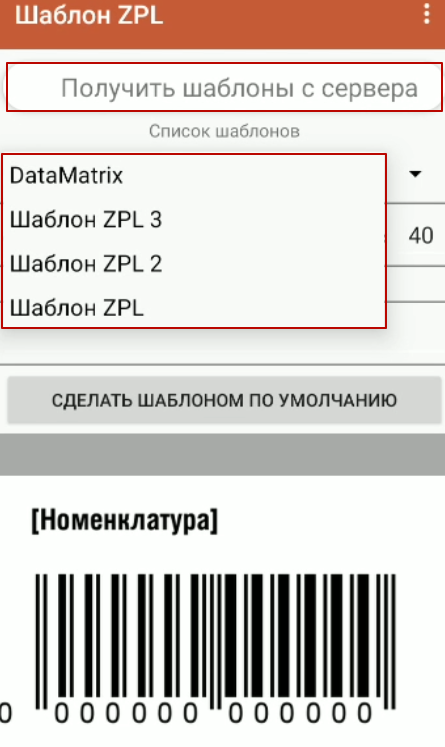 Шаблон ZPL
Получить шаблоны с сервера
Список шаблонов
DataMatrix
Шаблон ZPL 3
Шаблон ZPL 2
Шаблон ZPL
40
СДЕЛАТЬ ШАБЛОНОМ ПО УМОЛЧАНИЮ
[Номенклатура]
0 000000 000000